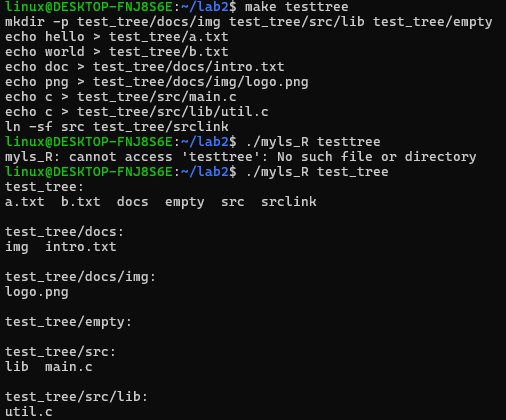 linux@DESKTOP-FNJ8S6E:~/lab2$ make testtree
mkdir -p test_tree/docs/img test_tree/src/lib test_tree/empty
echo hello > test_tree/a.txt
echo world > test_tree/b.txt
echo doc > test_tree/docs/intro.txt
echo png > test_tree/docs/img/logo.png
echo c > test_tree/src/main.c
echo c > test_tree/src/lib/util.c
ln -sf src test_tree/srclink
linux@DESKTOP-FNJ8S6E:~/lab2$ ./myls_R testtree
myls_R: cannot access 'testtree': No such file or directory
linux@DESKTOP-FNJ8S6E:~/lab2$ ./myls_R test_tree
test_tree:
a.txt  b.txt  docs  empty  src  srclink

test_tree/docs:
img  intro.txt

test_tree/docs/img:
logo.png

test_tree/empty:

test_tree/src:
lib  main.c

test_tree/src/lib:
util.c